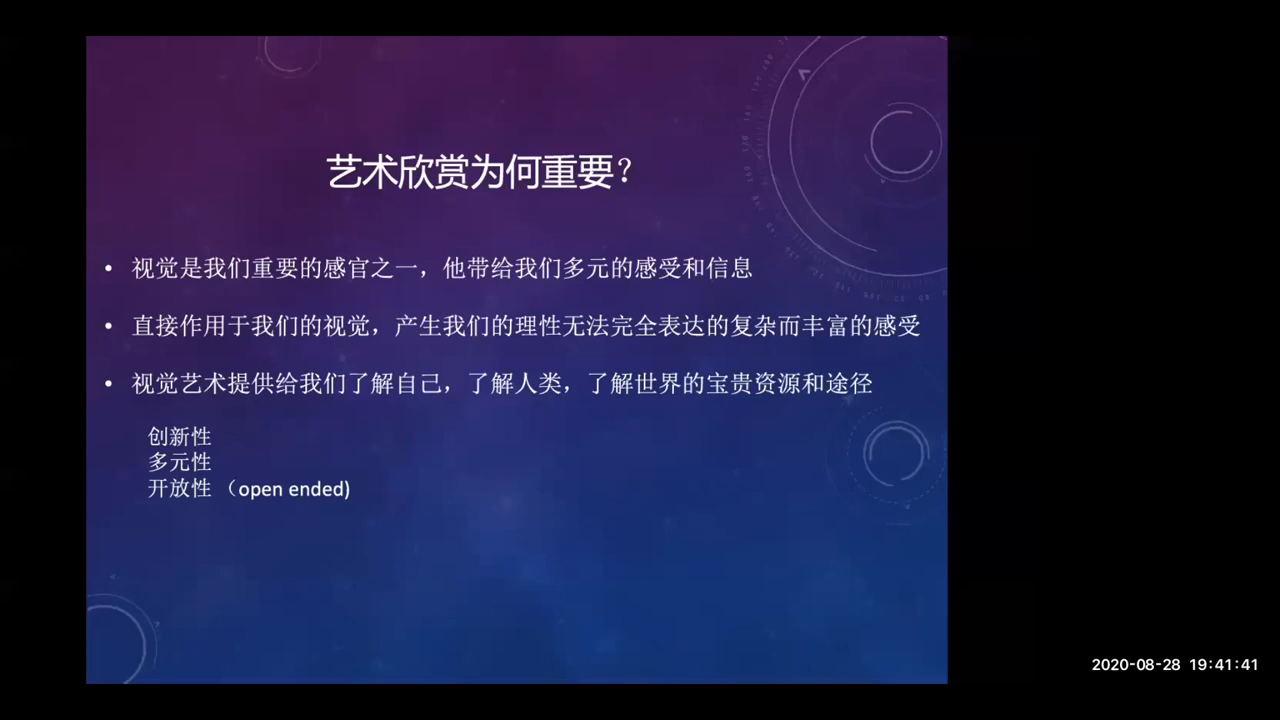 艺术欣赏为何重要？
• 视觉是我们重要的感官之一，他带给我们多元的感受和信息
• 直接作用于我们的视觉，产生我们的理性无法完全表达的复杂而丰富的感受
• 视觉艺术提供给我们了解自己，了解人类，了解世界的宝贵资源和途径
创新性
多元性
开放性 （open ended)
2020-08-28 19:41:41